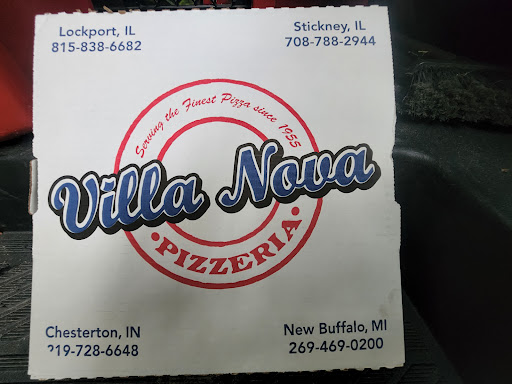 Lockport, IL
815-838-6682
Stickney, IL
708-788-2944
Serving the Finest Pizza since 1955
Villa Nova
•PIZZERIA•
Chesterton, IN
219-728-6648
New Buffalo, MI
269-469-0200